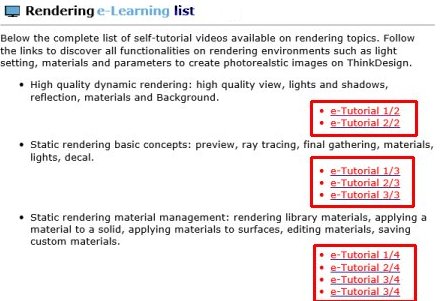 Rendering e-Learning list
Below the complete list of self-tutorial videos available on rendering topics. Follow
the links to discover all functionalities on rendering environments such as light
setting, materials and parameters to create photorealstic images on ThinkDesign.
• High quality dynamic rendering: high quality view, lights and shadows,
reflection, materials and Background.
• e-Tutorial 1/2
• e-Tutorial 2/2
• Static rendering basic concepts: preview, ray tracing, final gathering, materials,
lights, decal.
• e-Tutorial 1/3
• e-Tutorial 2/3
• e-Tutorial 3/3
• Static rendering material management: rendering library materials, applying a
material to a solid, applying materials to surfaces, editing materials, saving
custom materials.
• e-Tutorial 1/4
• e-Tutorial 2/4
• e-Tutorial 3/4
• e-Tutorial 3/4